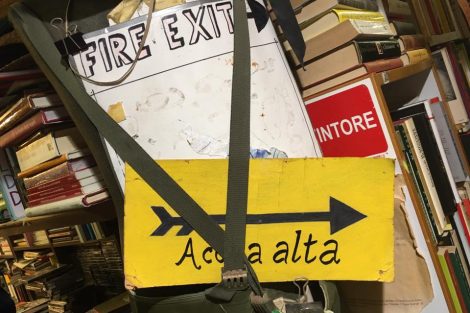 FIRE EXIT
INTORE
Acqua alta